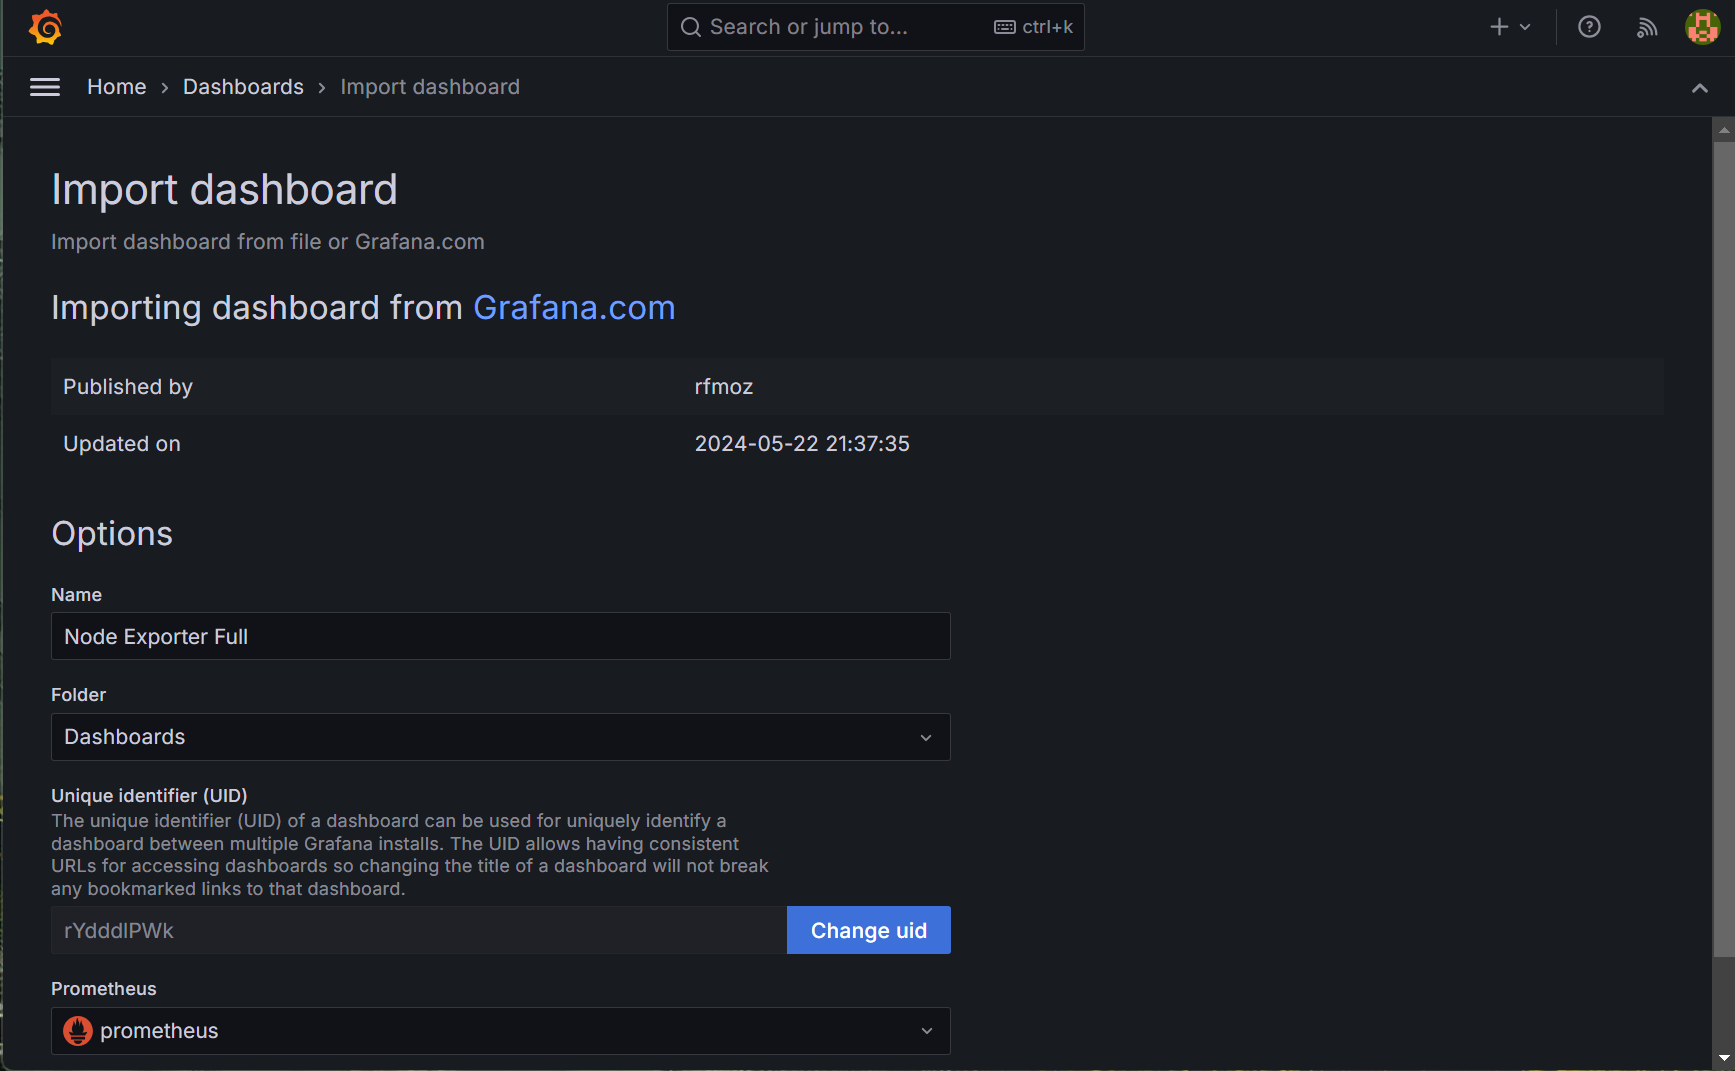 Search or jump to... ctrl+k
Home › Dashboards › Import dashboard
Import dashboard
Import dashboard from file or Grafana.com
Importing dashboard from Grafana.com
Published by rfmoz
Updated on 2024-05-22 21:37:35
Options
Name
Node Exporter Full
Folder
Dashboards
Unique identifier (UID)
The unique identifier (UID) of a dashboard can be used for uniquely identify a
dashboard between multiple Grafana installs. The UID allows having consistent
URLs for accessing dashboards so changing the title of a dashboard will not break
any bookmarked links to that dashboard.
rYdddlPWk Change uid
Prometheus
prometheus